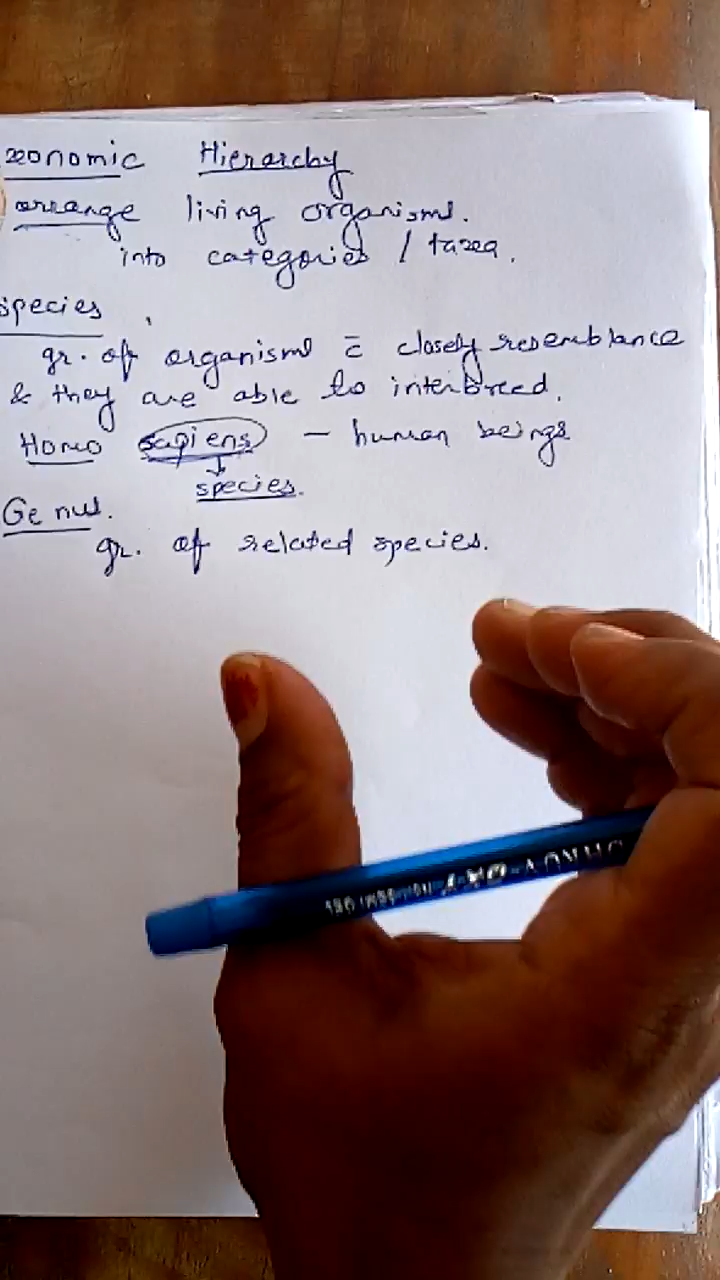 xonomic Hierarchy
arrange living organisms.
into categories / taxa.
species
gr. of organisms c̄ closely resemblance
& they are able to interbreed.
Homo sapiens – human beings
species.
Genus.
gr. of related species.